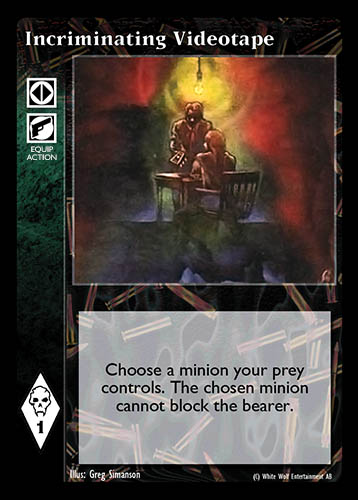 Incriminating Videotape
EQUIP
ACTION
Choose a minion your prey
controls. The chosen minion
cannot block the bearer.
1
Illus: Greg Simanson
(C) White Wolf Entertainment AB